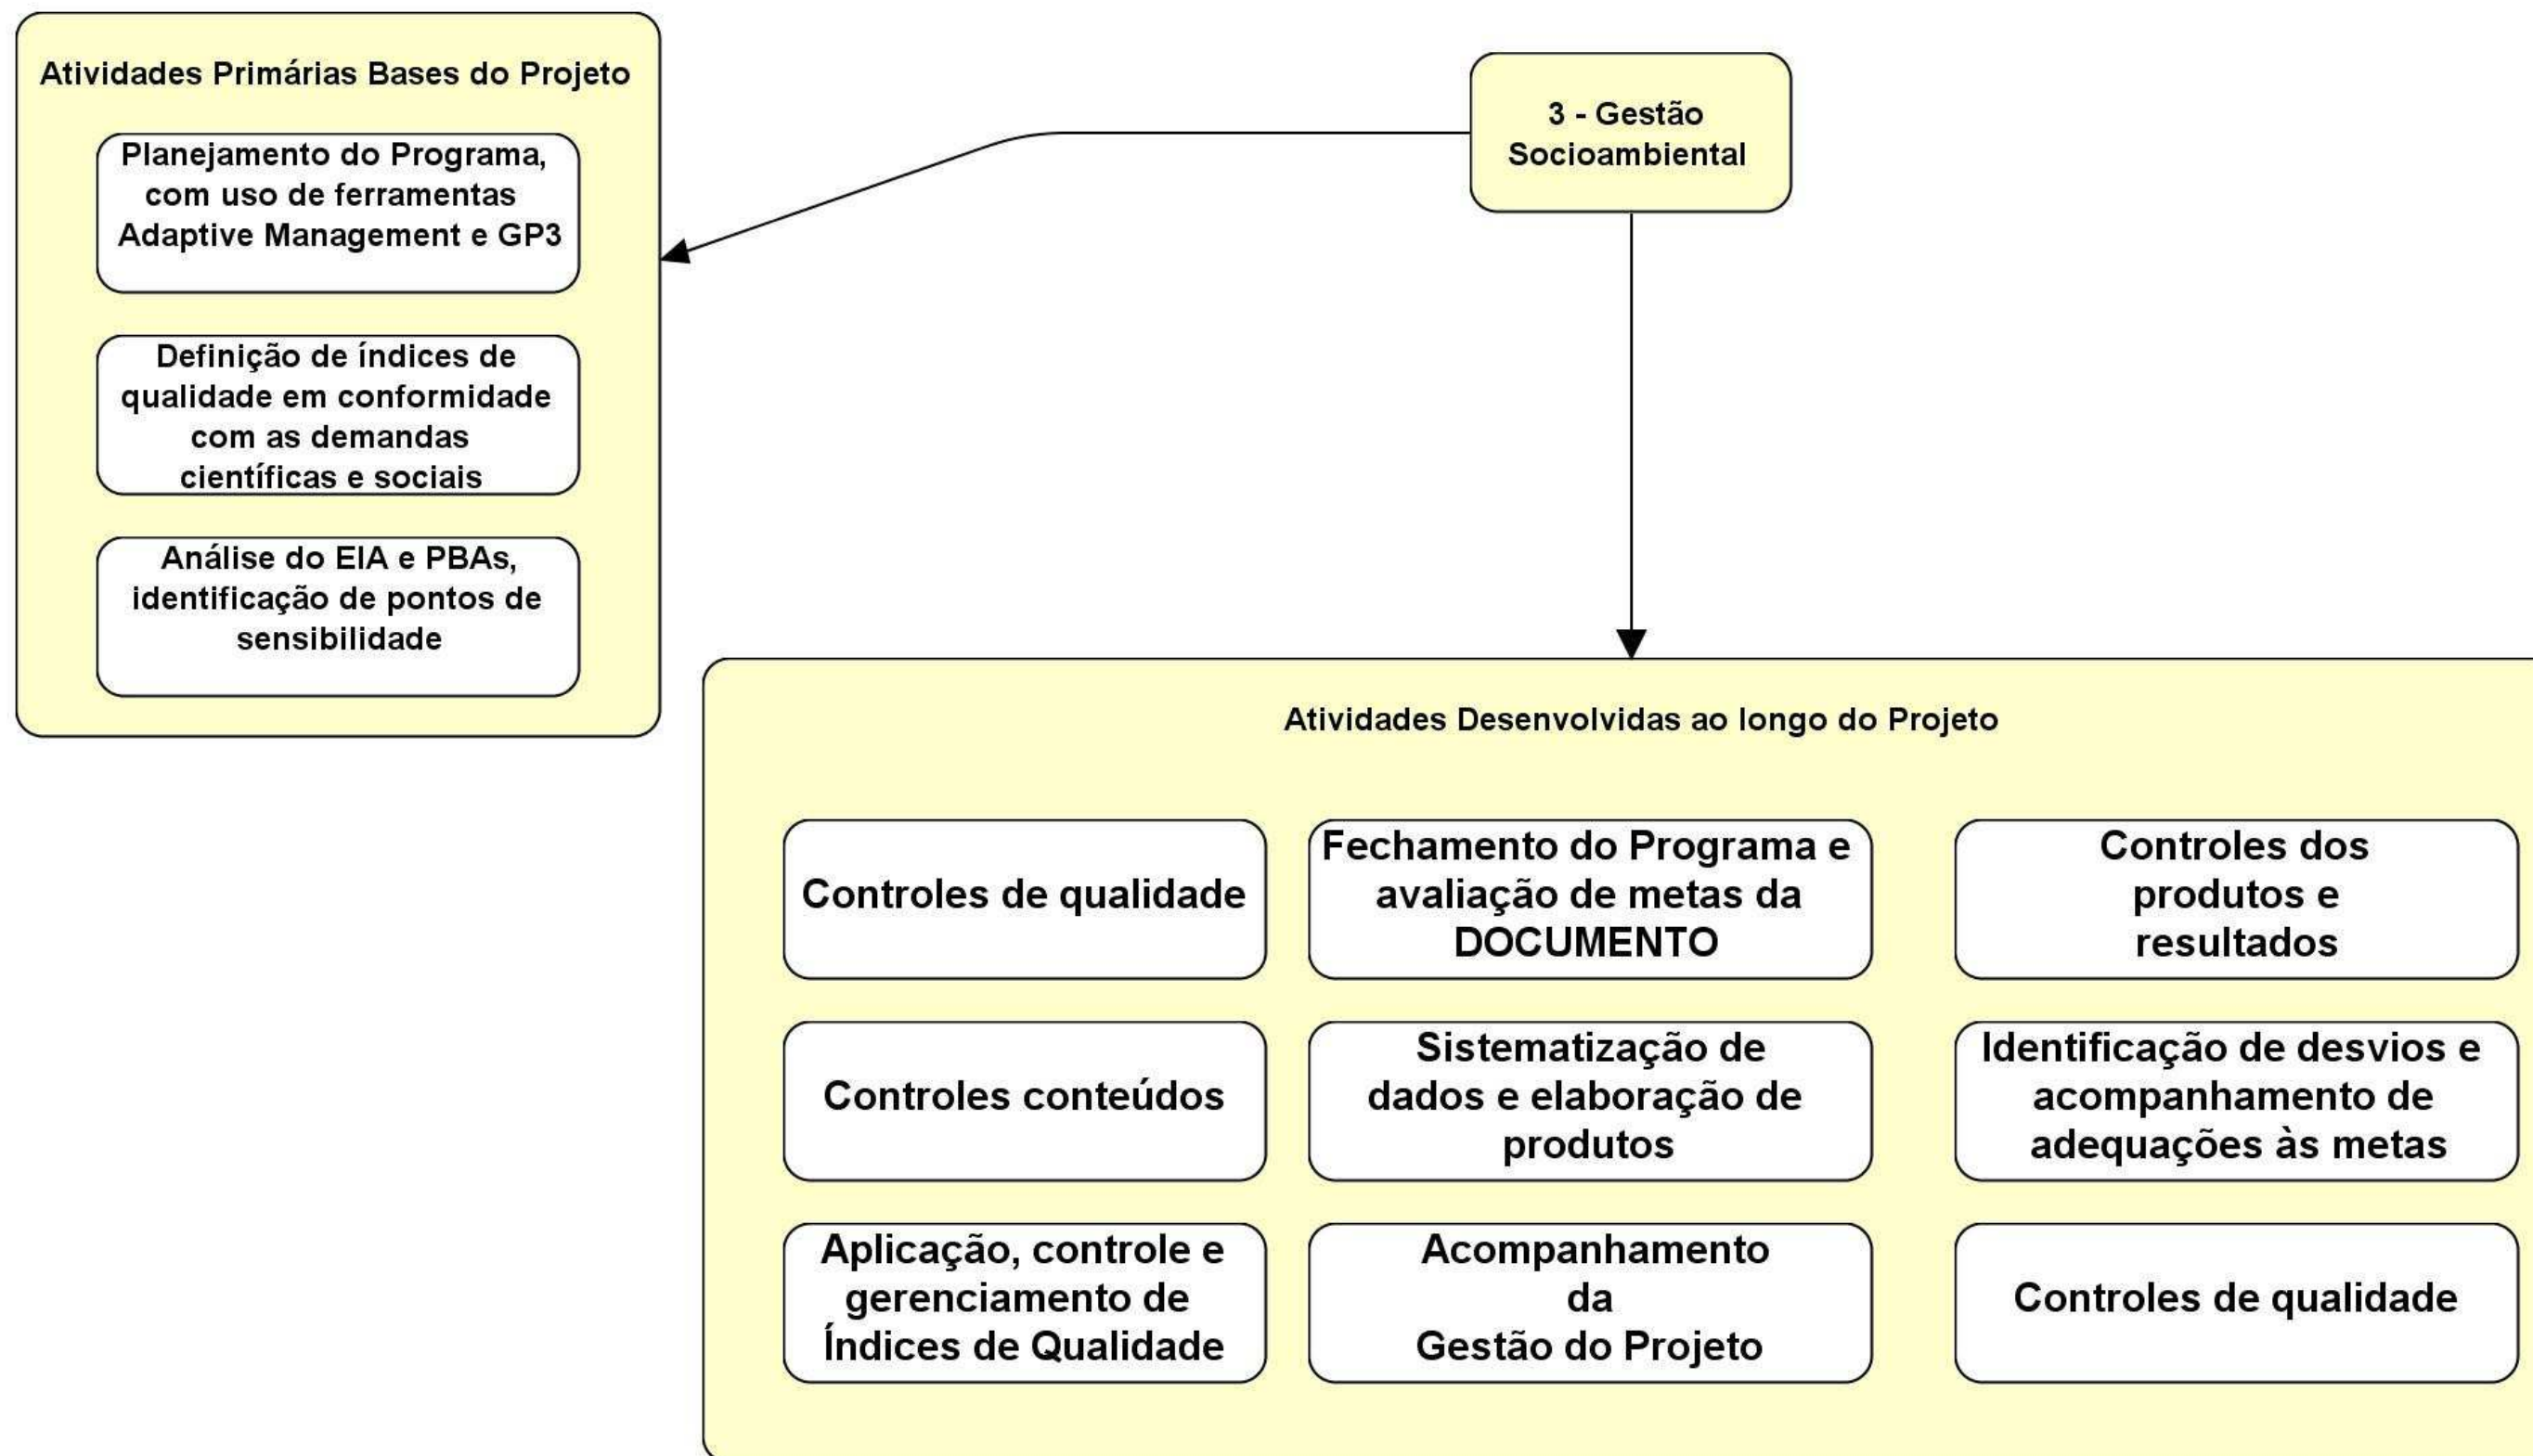 Atividades Primárias Bases do Projeto
Planejamento do Programa,
com uso de ferramentas
Adaptive Management e GP3
Definição de índices de
qualidade em conformidade
com as demandas
científicas e sociais
Análise do EIA e PBAs,
identificação de pontos de
sensibilidade
3 - Gestão
Socioambiental
Atividades Desenvolvidas ao longo do Projeto
Controles de qualidade
Fechamento do Programa e
avaliação de metas da
DOCUMENTO
Controles dos
produtos e
resultados
Controles conteúdos
Sistematização de
dados e elaboração de
produtos
Identificação de desvios e
acompanhamento de
adequações às metas
Aplicação, controle e
gerenciamento de
Índices de Qualidade
Acompanhamento
da
Gestão do Projeto
Controles de qualidade